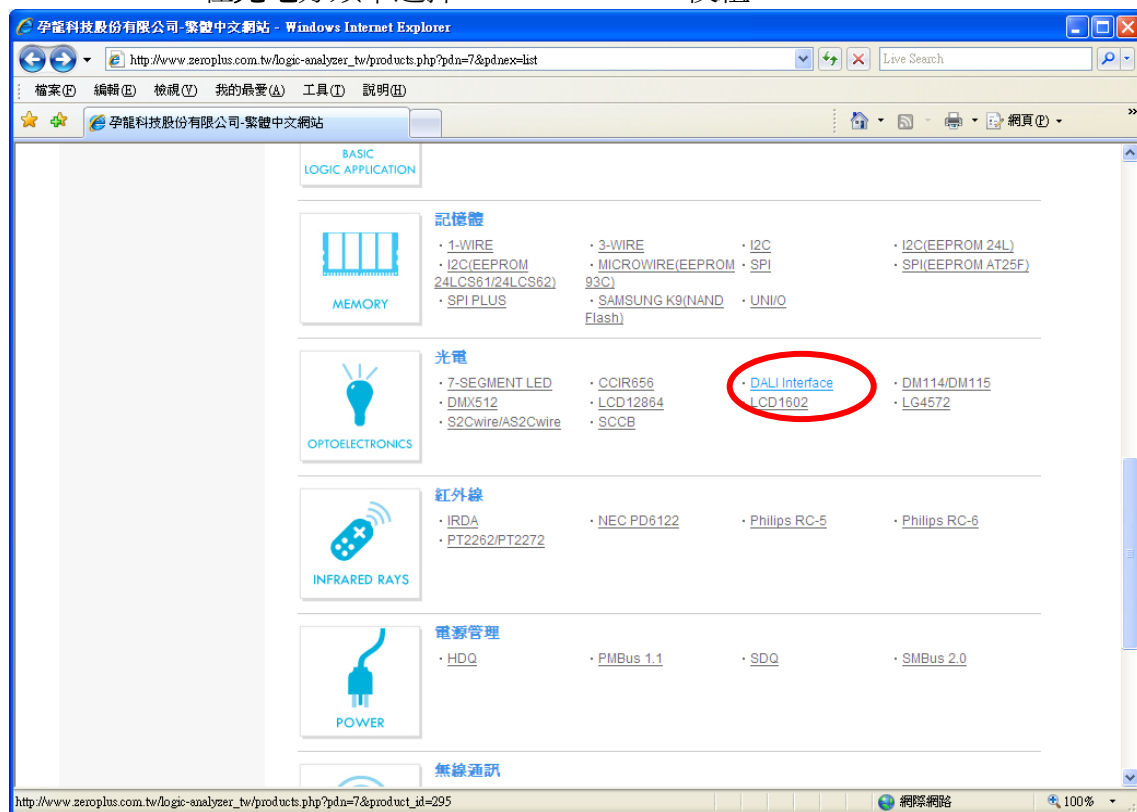 孕龍科技股份有限公司-繁體中文網站 - Windows Internet Explorer
http://www.zeroplus.com.tw/logic-analyzer_tw/products.php?pdn=7&pdnex=list
Live Search
檔案(F) 編輯(E) 檢視(V) 我的最愛(A) 工具(T) 說明(H)
孕龍科技股份有限公司-繁體中文網站
網頁(P)
BASIC
LOGIC APPLICATION
記憶體
· 1-WIRE · 3-WIRE · I2C · I2C(EEPROM 24L)
· I2C(EEPROM · MICROWIRE(EEPROM · SPI · SPI(EEPROM AT25F)
24LCS61/24LCS62) 93C)
· SPI PLUS · SAMSUNG K9(NAND · UNI/O
Flash)
MEMORY
光電
· 7-SEGMENT LED · CCIR656 · DALI Interface · DM114/DM115
· DMX512 · LCD12864 · LCD1602 · LG4572
· S2Cwire/AS2Cwire · SCCB
OPTOELECTRONICS
紅外線
· IRDA · NEC PD6122 · Philips RC-5 · Philips RC-6
· PT2262/PT2272
INFRARED RAYS
電源管理
· HDQ · PMBus 1.1 · SDQ · SMBus 2.0
POWER
無線通訊
http://www.zeroplus.com.tw/logic-analyzer_tw/products.php?pdn=7&product_id=295
網際網路
100%